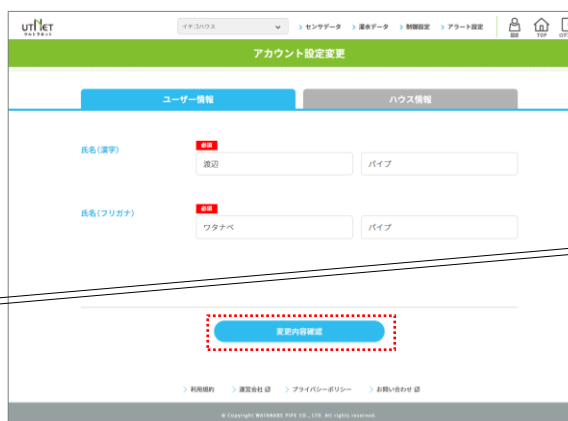 UTNET
ウルトラネット
イチゴハウス
> センサデータ > 潅水データ > 制御設定 > アラート設定
設定 TOP
アカウント設定変更
ユーザー情報 ハウス情報
氏名(漢字) 必須
渡辺 パイプ
氏名(フリガナ) 必須
ワタナベ パイプ
変更内容確認
> 利用規約 > 運営会社 > プライバシーポリシー > お問い合わせ
© Copyright WATANABE PIPE CO., LTD. All rights reserved.